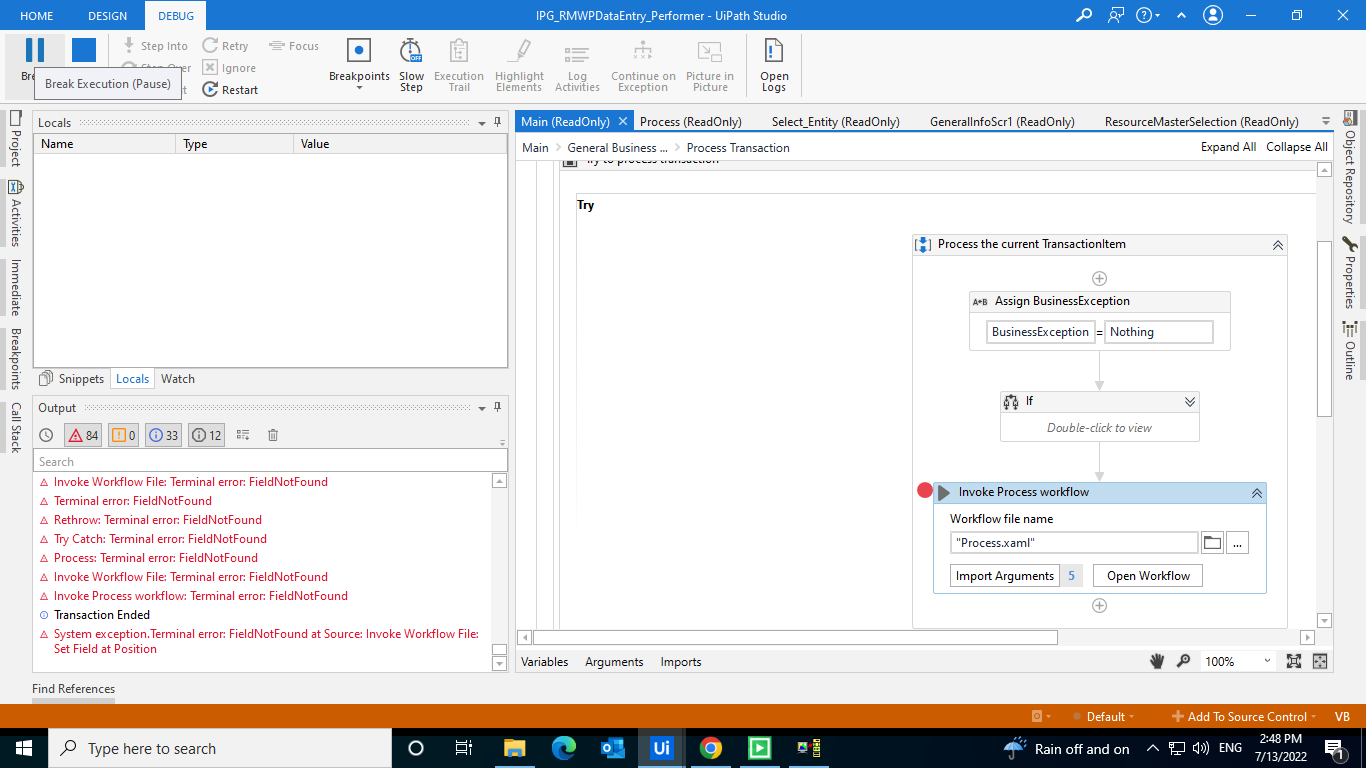 HOME
DESIGN
DEBUG
IPG_RMWPDataEntry_Performer - UiPath Studio
Step Into
Retry
Focus
Ignore
Restart
Break Execution (Pause)
Breakpoints
Slow Step
Execution Trail
Highlight Elements
Log Activities
Continue on Exception
Picture in Picture
Open Logs
Project
Activities
Immediate
Breakpoints
Call Stack
Locals
Name Type Value
Snippets Locals Watch
Output
84 0 33 12
Search
Invoke Workflow File: Terminal error: FieldNotFound
Terminal error: FieldNotFound
Rethrow: Terminal error: FieldNotFound
Try Catch: Terminal error: FieldNotFound
Process: Terminal error: FieldNotFound
Invoke Workflow File: Terminal error: FieldNotFound
Invoke Process workflow: Terminal error: FieldNotFound
Transaction Ended
System exception.Terminal error: FieldNotFound at Source: Invoke Workflow File:
Set Field at Position
Find References
Main (ReadOnly)
Process (ReadOnly)
Select_Entity (ReadOnly)
GeneralInfoScr1 (ReadOnly)
ResourceMasterSelection (ReadOnly)
Main > General Business ... > Process Transaction
Expand All Collapse All
Try to process transaction
Try
Process the current TransactionItem
A+B Assign BusinessException
BusinessException = Nothing
If
Double-click to view
Invoke Process workflow
Workflow file name
"Process.xaml"
...
Import Arguments 5 Open Workflow
Variables Arguments Imports
100%
Object Repository
Properties
Outline
Default
Add To Source Control
VB
Type here to search
Ui
Rain off and on
ENG
2:48 PM
7/13/2022
1